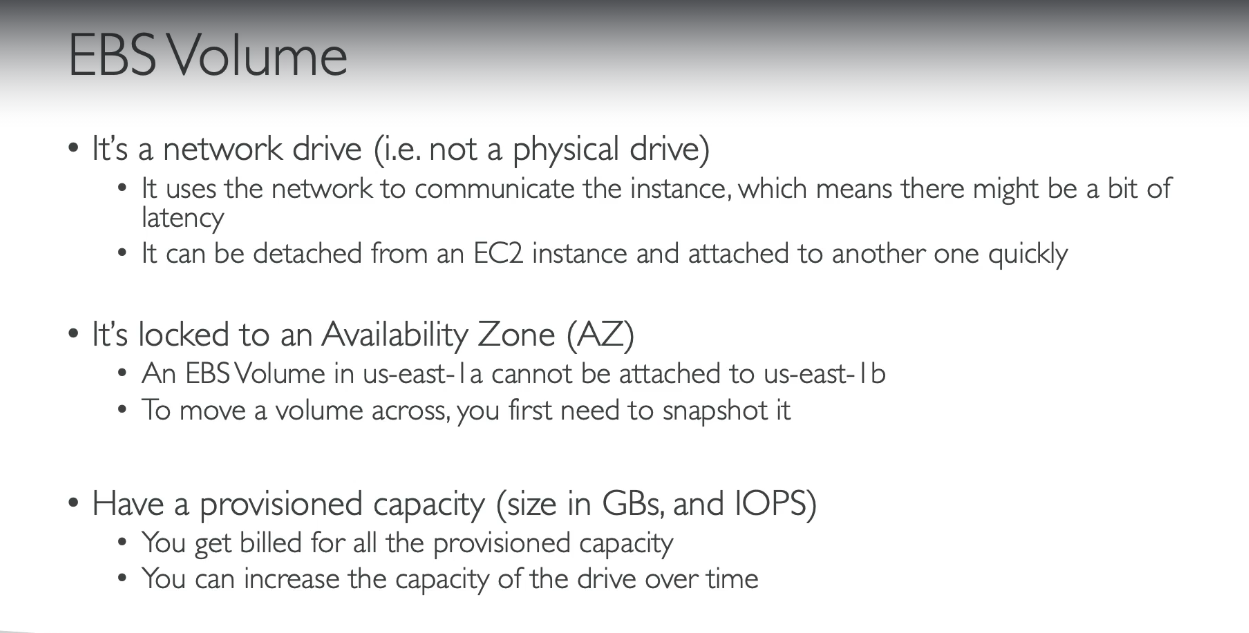 EBS Volume
• It's a network drive (i.e. not a physical drive)
• It uses the network to communicate the instance, which means there might be a bit of
latency
• It can be detached from an EC2 instance and attached to another one quickly
• It's locked to an Availability Zone (AZ)
• An EBS Volume in us-east-1a cannot be attached to us-east-1b
• To move a volume across, you first need to snapshot it
• Have a provisioned capacity (size in GBs, and IOPS)
• You get billed for all the provisioned capacity
• You can increase the capacity of the drive over time